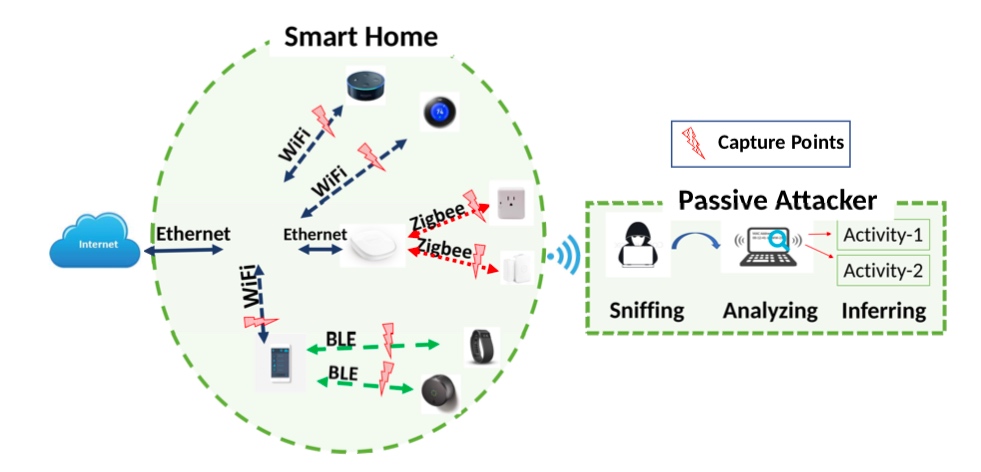 Smart Home
WiFi
WiFi
Capture Points
Passive Attacker
Zigbee
Zigbee
Internet
Ethernet
Ethernet
Activity-1
Activity-2
Sniffing
Analyzing
Inferring
WiFi
BLE
BLE